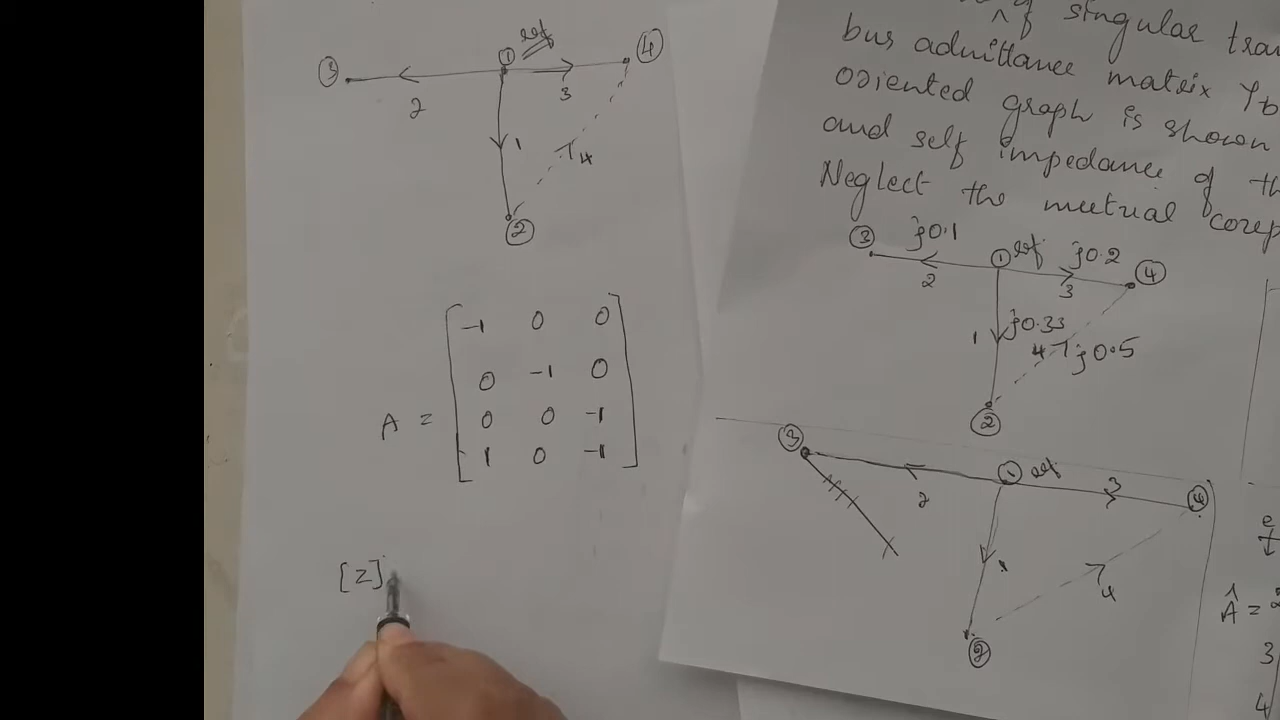 ref
① ④
③
2 3
1
4
②
-1 0 0
0 -1 0
A = 0 0 -1
1 0 -1
[Z]
of singular
bus admittance matrix Y
oriented graph is shown
and self impedance of
Neglect the mutual
③ j0.1 ① ref j0.2 ④
2 3
1 j0.33
4 j0.5
②
③ ① ref 3 ④
2
4
②
e
Â =
3
4